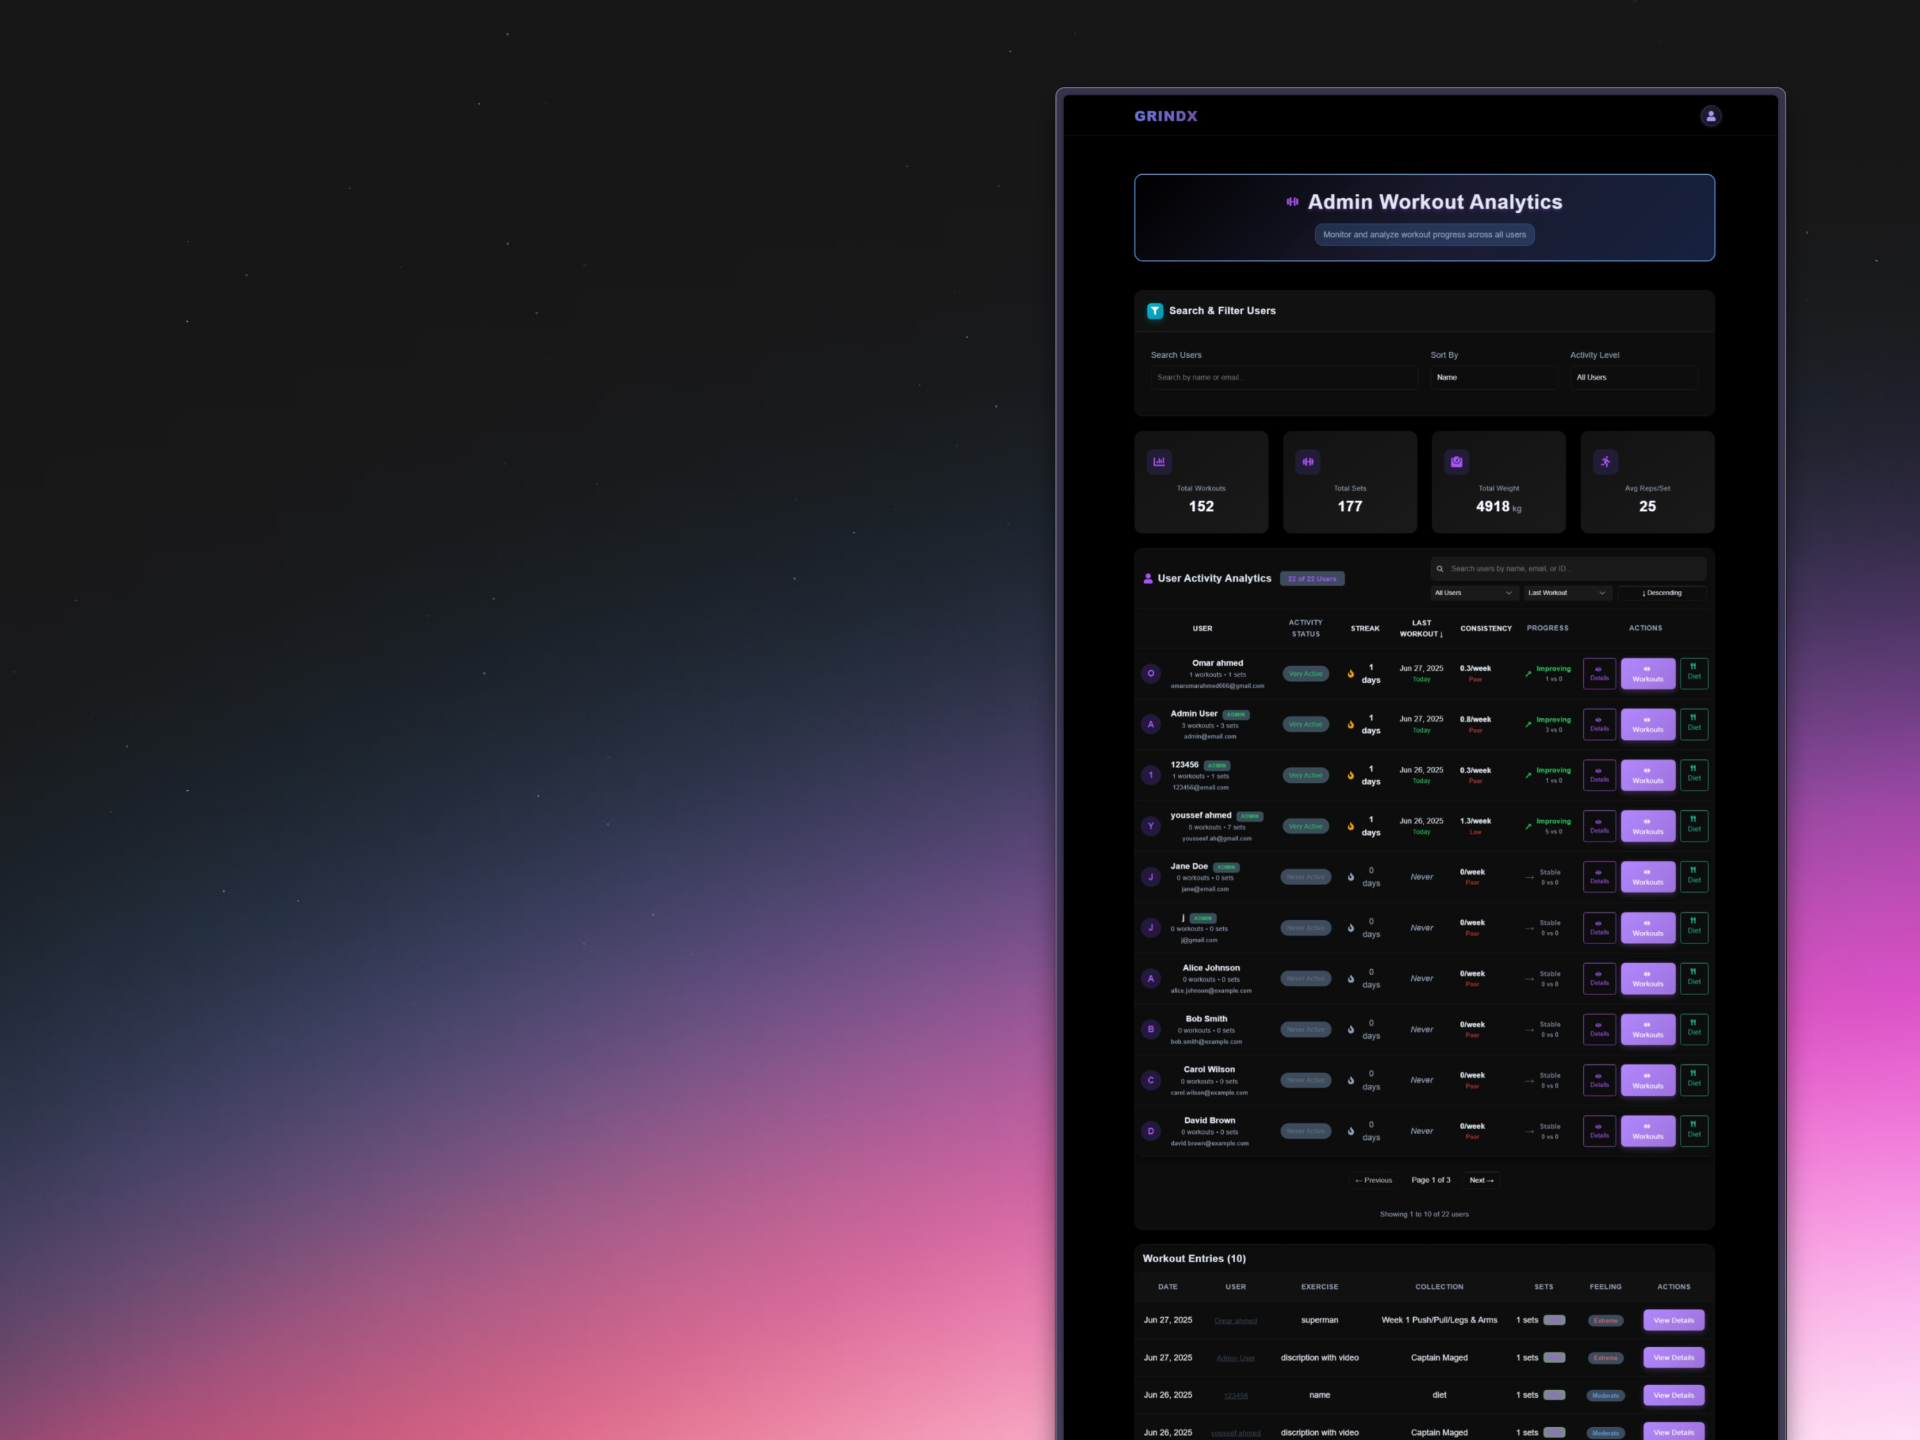 GRINDX
Admin Workout Analytics
Monitor and analyze workout progress across all users
Search & Filter Users
Search Users
Sort By
Activity Level
Search by name or email...
Name
All Users
Total Workouts
152
Total Sets
177
Total Weight
4918 kg
Avg Reps/Set
25
User Activity Analytics
22 of 22 Users
Search users by name, email, or ID...
All Users
Last Workout
↓ Descending
USER
ACTIVITY STATUS
STREAK
LAST WORKOUT ↓
CONSISTENCY
PROGRESS
ACTIONS
O
Omar ahmed
1 workouts • 1 sets
omaromarahmed666@gmail.com
Very Active
1 days
Jun 27, 2025
Today
0.3/week
Poor
↗ Improving
1 vs 0
Details
Workouts
Diet
A
Admin User ADMIN
3 workouts • 3 sets
admin@email.com
Very Active
1 days
Jun 27, 2025
Today
0.8/week
Poor
↗ Improving
3 vs 0
Details
Workouts
Diet
1
123456 ADMIN
1 workouts • 1 sets
123456@email.com
Very Active
1 days
Jun 26, 2025
Today
0.3/week
Poor
↗ Improving
1 vs 0
Details
Workouts
Diet
Y
youssef ahmed ADMIN
5 workouts • 7 sets
yousseef.ah@gmail.com
Very Active
1 days
Jun 26, 2025
Today
1.3/week
Low
↗ Improving
5 vs 0
Details
Workouts
Diet
J
Jane Doe ADMIN
0 workouts • 0 sets
jane@email.com
Never Active
0 days
Never
0/week
Poor
→ Stable
0 vs 0
Details
Workouts
Diet
J
j ADMIN
0 workouts • 0 sets
j@gmail.com
Never Active
0 days
Never
0/week
Poor
→ Stable
0 vs 0
Details
Workouts
Diet
A
Alice Johnson
0 workouts • 0 sets
alice.johnson@example.com
Never Active
0 days
Never
0/week
Poor
→ Stable
0 vs 0
Details
Workouts
Diet
B
Bob Smith
0 workouts • 0 sets
bob.smith@example.com
Never Active
0 days
Never
0/week
Poor
→ Stable
0 vs 0
Details
Workouts
Diet
C
Carol Wilson
0 workouts • 0 sets
carol.wilson@example.com
Never Active
0 days
Never
0/week
Poor
→ Stable
0 vs 0
Details
Workouts
Diet
D
David Brown
0 workouts • 0 sets
david.brown@example.com
Never Active
0 days
Never
0/week
Poor
→ Stable
0 vs 0
Details
Workouts
Diet
← Previous
Page 1 of 3
Next →
Showing 1 to 10 of 22 users
Workout Entries (10)
DATE
USER
EXERCISE
COLLECTION
SETS
FEELING
ACTIONS
Jun 27, 2025
Omar ahmed
superman
Week 1 Push/Pull/Legs & Arms
1 sets
Extreme
View Details
Jun 27, 2025
Admin User
discription with video
Captain Maged
1 sets
Extreme
View Details
Jun 26, 2025
123456
name
diet
1 sets
Moderate
View Details
Jun 26, 2025
youssef ahmed
discription with video
Captain Maged
1 sets
Moderate
View Details